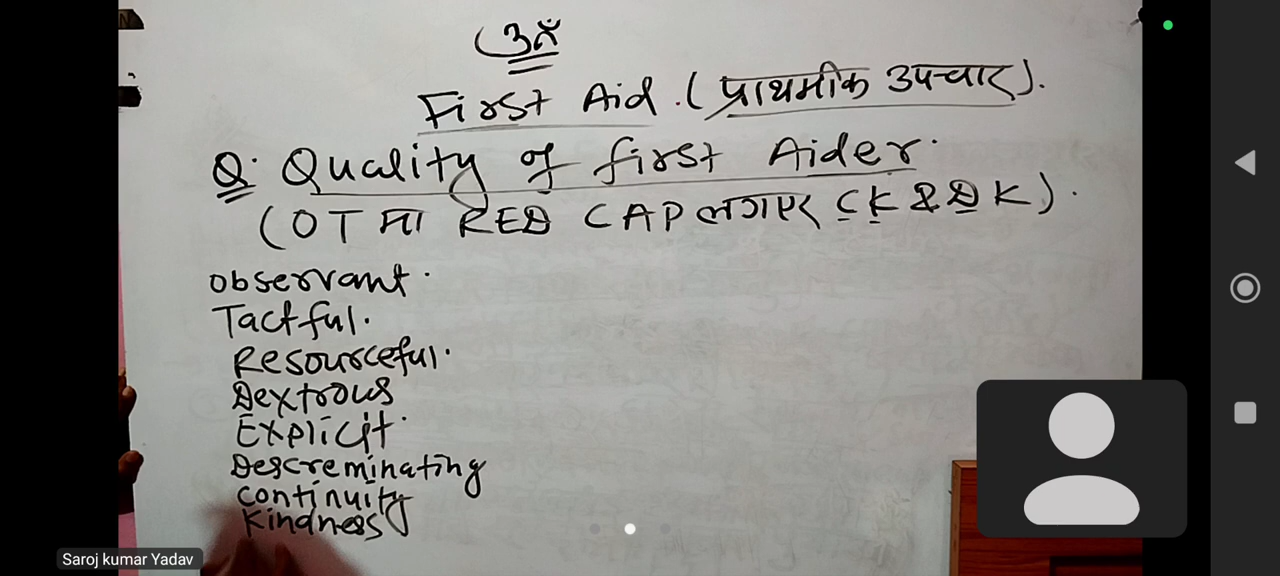 ॐ
First Aid. (प्राथमीक उपचार).
Q. Quality of first Aider.
(OT मा RED CAP लगाएर CK & DK).
Observant.
Tactful.
Resourceful.
Dextrous
Explicit.
Descreminating
Continuity
Kindness
Saroj kumar Yadav